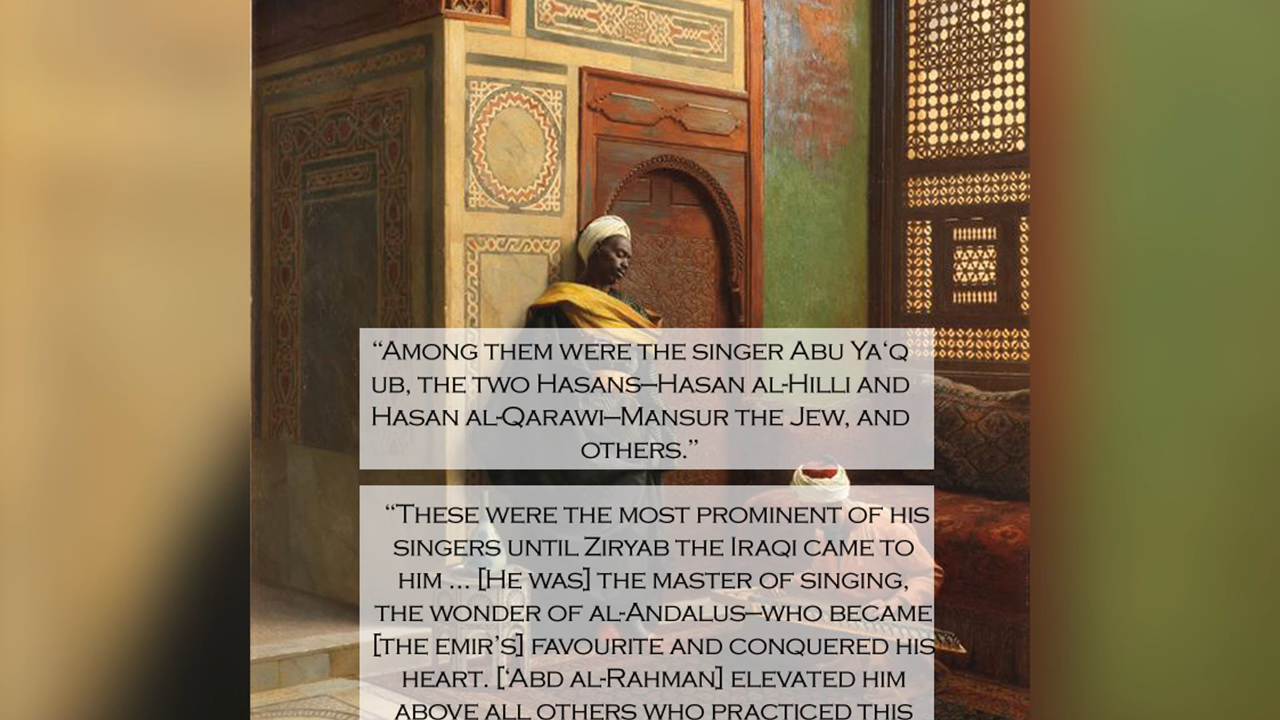 “Among them were the singer Abu Ya‘q
ub, the two Hasans—Hasan al-Hilli and
Hasan al-Qarawi—Mansur the Jew, and
others.”
“These were the most prominent of his
singers until Ziryab the Iraqi came to
him ... [He was] the master of singing,
the wonder of al-Andalus—who became
[the emir’s] favourite and conquered his
heart. [‘Abd al-Rahman] elevated him
above all others who practiced this